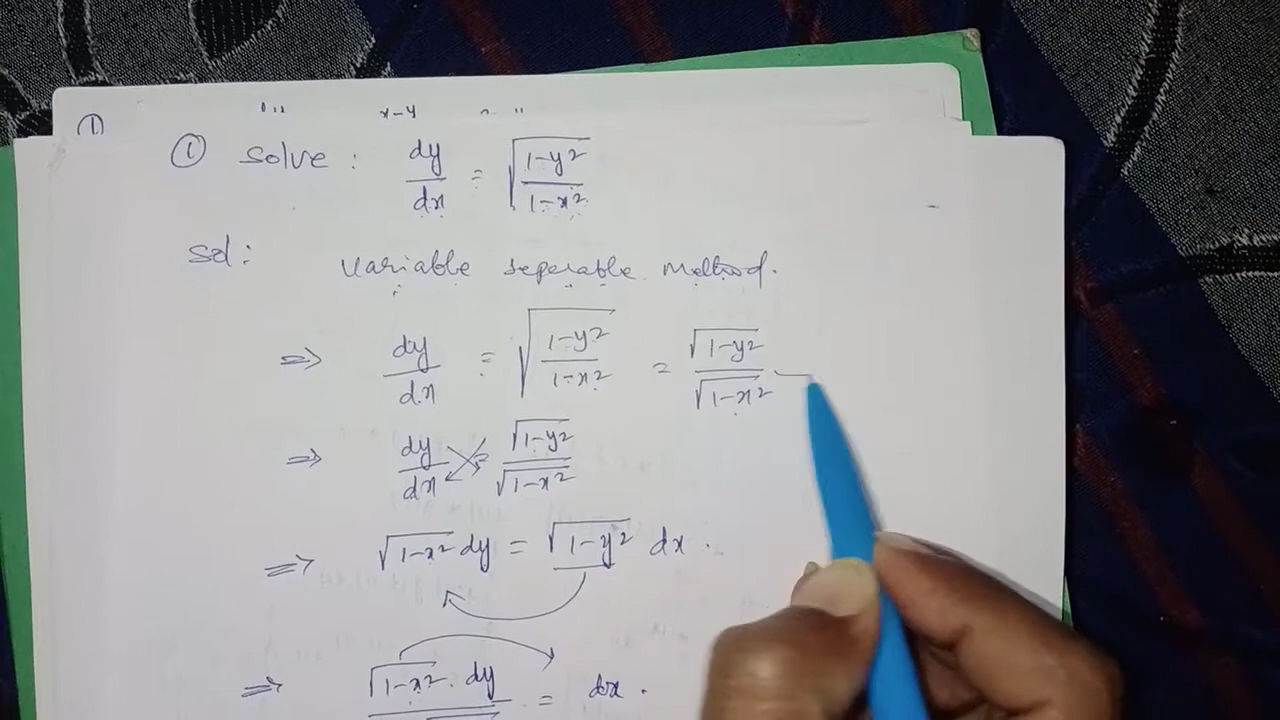 ①
x-y
① Solve : dy/dx = √(1-y²/1-x²)
Sol :
Variable Seperable Method.
⇒ dy/dx = √(1-y²/1-x²) = √1-y²/√1-x²
⇒ dy/dx = √1-y²/√1-x²
⇒ √1-x² dy = √1-y² dx .
⇒ √1-x² . dy = dx .